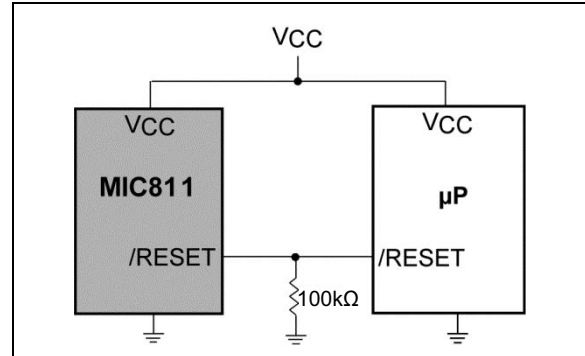 VCC
VCC
VCC
MIC811
µP
/RESET
/RESET
100kΩ